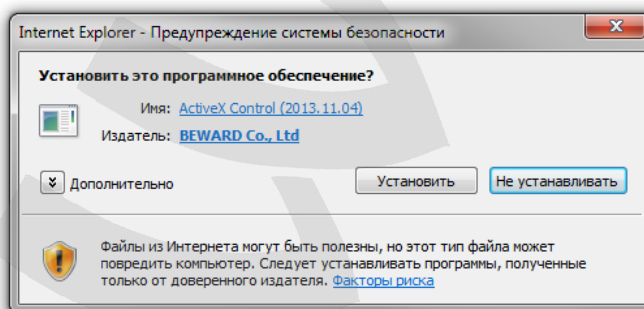 Internet Explorer - Предупреждение системы безопасности
Установить это программное обеспечение?
Имя: ActiveX Control (2013.11.04)
Издатель: BEWARD Co., Ltd
Дополнительно
Установить
Не устанавливать
Файлы из Интернета могут быть полезны, но этот тип файла может
повредить компьютер. Следует устанавливать программы, полученные
только от доверенного издателя. Факторы риска